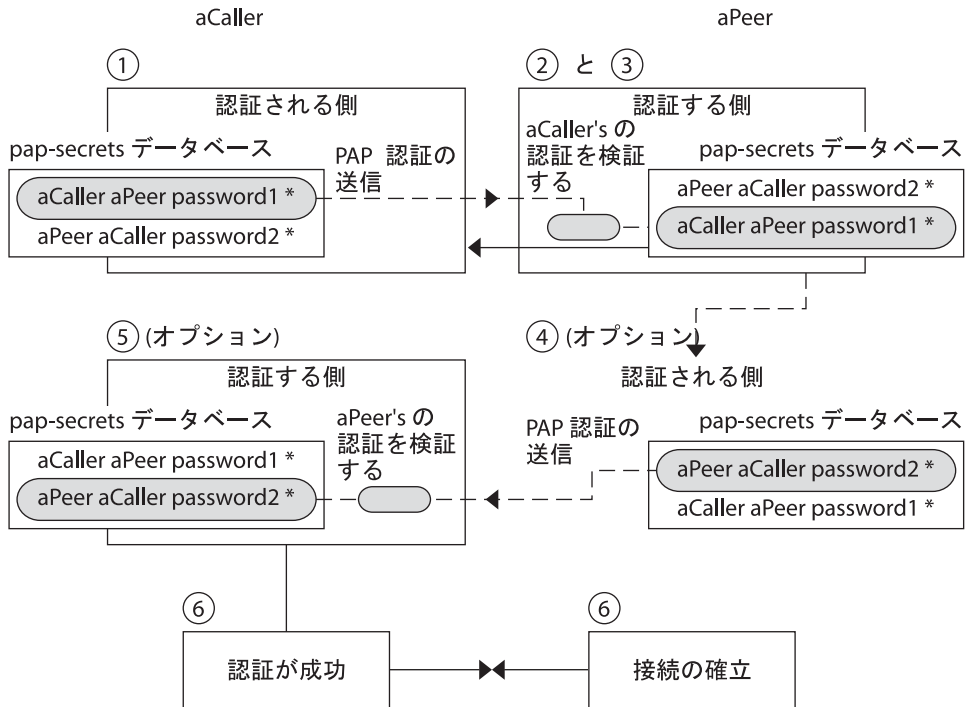 aCaller
aPeer
①
② と ③
認証される側
認証する側
pap-secrets データベース
PAP 認証の
送信
aCaller's の
認証を検証
する
pap-secrets データベース
aCaller aPeer password1 *
aPeer aCaller password2 *
aPeer aCaller password2 *
aCaller aPeer password1 *
⑤ (オプション)
④ (オプション)
認証する側
認証される側
pap-secrets データベース
aPeer's の
認証を検証
する
PAP 認証の
送信
pap-secrets データベース
aCaller aPeer password1 *
aPeer aCaller password2 *
aPeer aCaller password2 *
aCaller aPeer password1 *
⑥
⑥
認証が成功
接続の確立